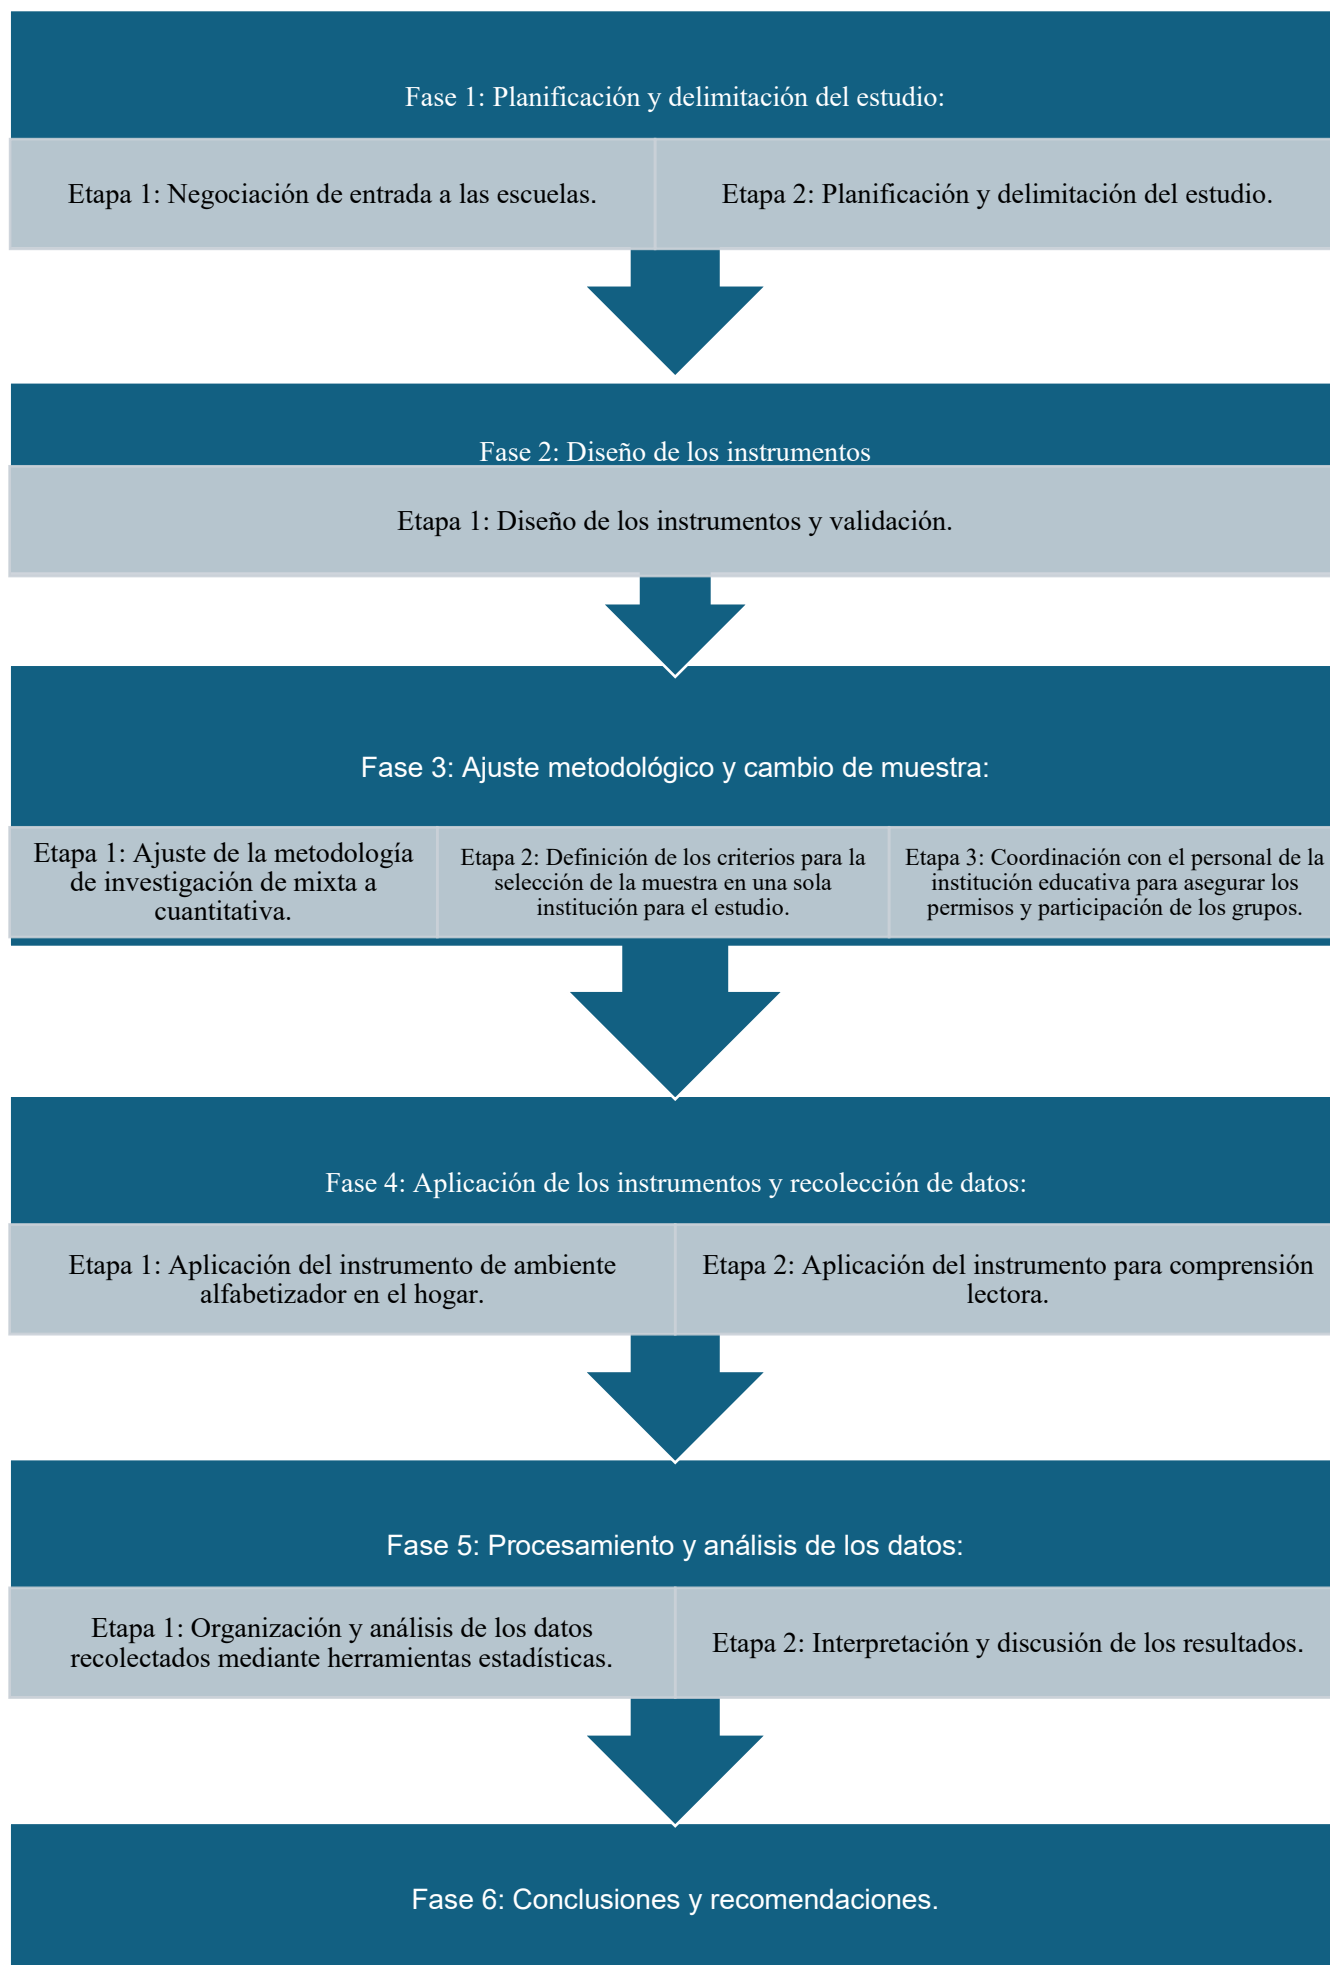 Fase 1: Planificación y delimitación del estudio:
Etapa 1: Negociación de entrada a las escuelas.
Etapa 2: Planificación y delimitación del estudio.
Fase 2: Diseño de los instrumentos
Etapa 1: Diseño de los instrumentos y validación.
Fase 3: Ajuste metodológico y cambio de muestra:
Etapa 1: Ajuste de la metodología
de investigación de mixta a
cuantitativa.
Etapa 2: Definición de los criterios para la
selección de la muestra en una sola
institución para el estudio.
Etapa 3: Coordinación con el personal de la
institución educativa para asegurar los
permisos y participación de los grupos.
Fase 4: Aplicación de los instrumentos y recolección de datos:
Etapa 1: Aplicación del instrumento de ambiente
alfabetizador en el hogar.
Etapa 2: Aplicación del instrumento para comprensión
lectora.
Fase 5: Procesamiento y análisis de los datos:
Etapa 1: Organización y análisis de los datos
recolectados mediante herramientas estadísticas.
Etapa 2: Interpretación y discusión de los resultados.
Fase 6: Conclusiones y recomendaciones.